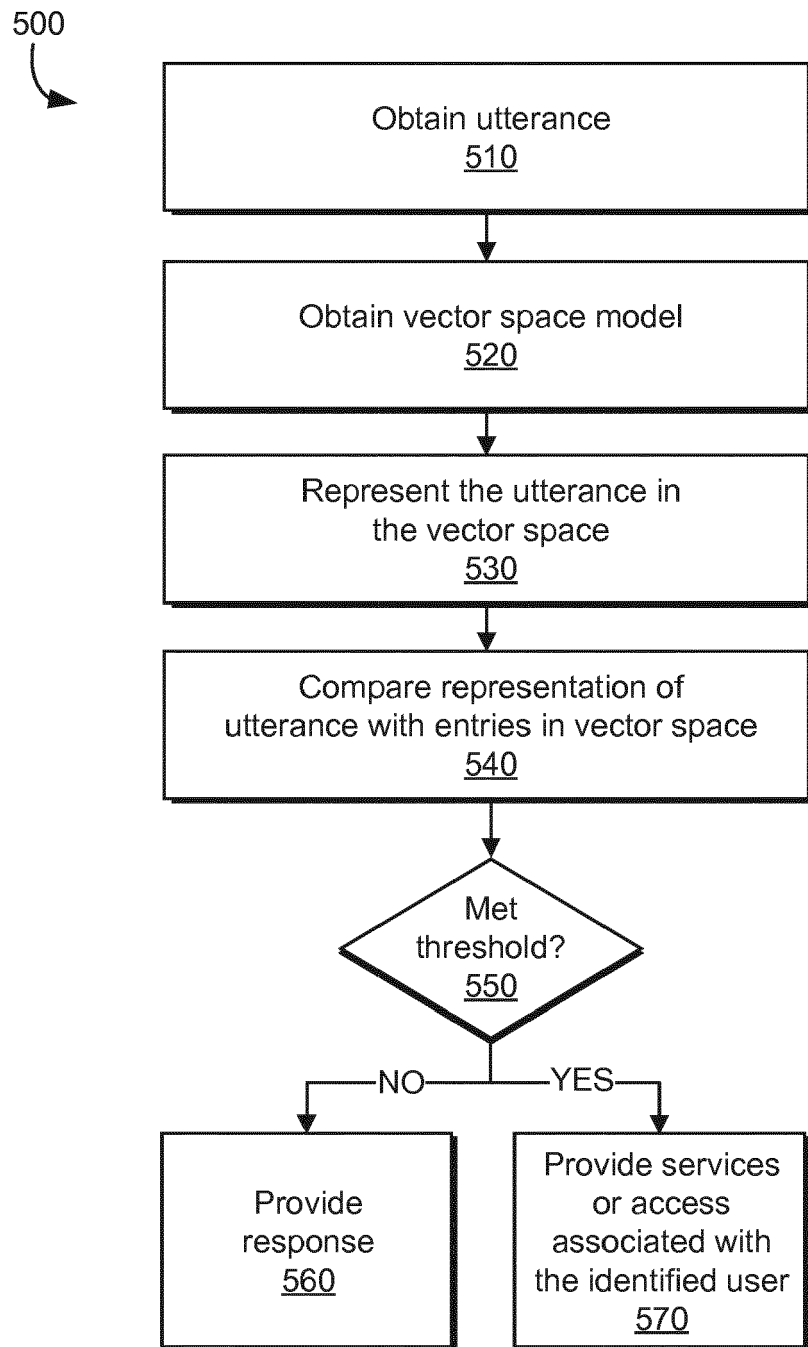 500
Obtain utterance
510
Obtain vector space model
520
Represent the utterance in
the vector space
530
Compare representation of
utterance with entries in vector space
540
Met
threshold?
550
NO
YES
Provide
response
560
Provide services
or access
associated with
the identified user
570